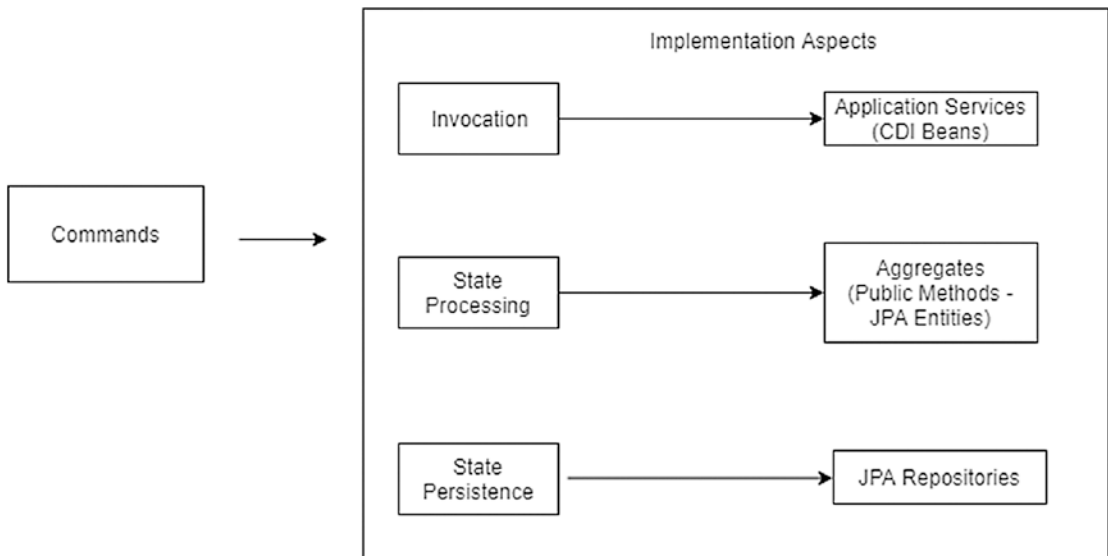 Implementation Aspects
Invocation
Application Services
(CDI Beans)
Commands
State
Processing
Aggregates
(Public Methods -
JPA Entities)
State
Persistence
JPA Repositories